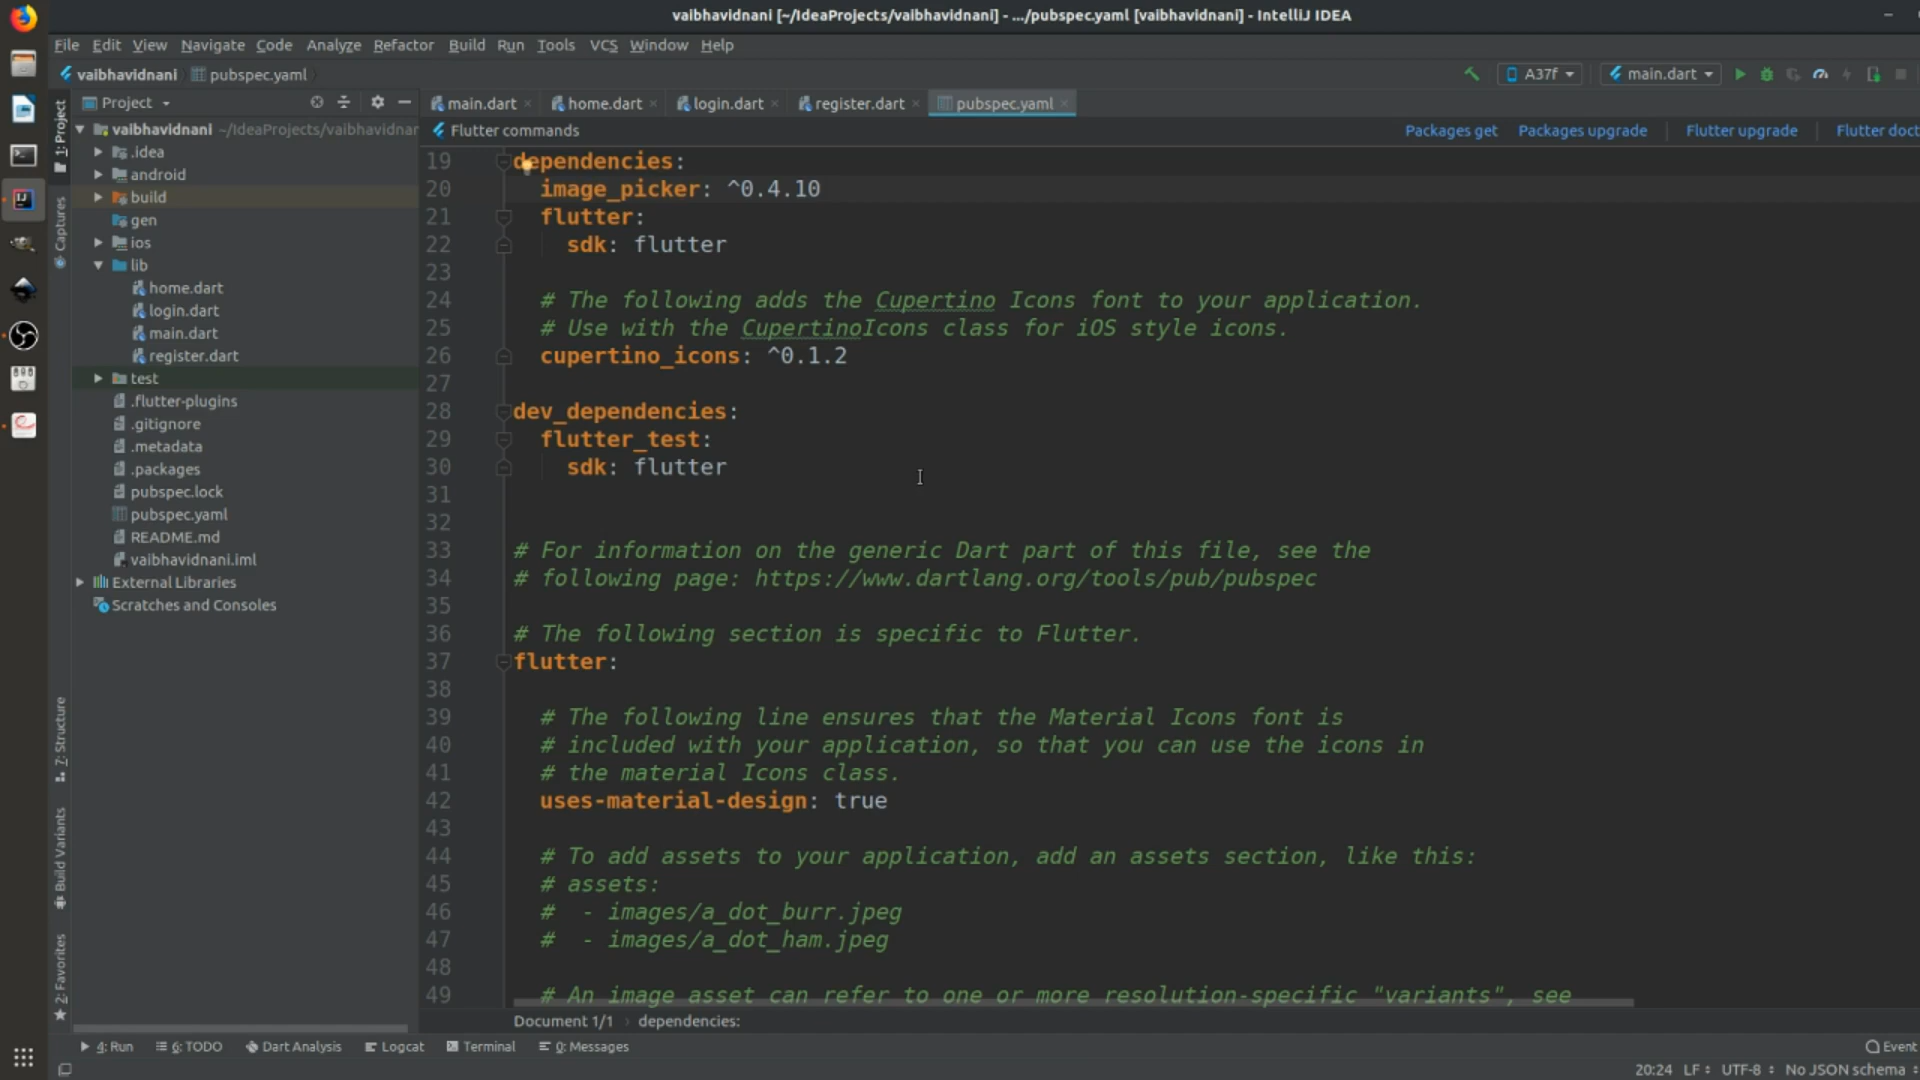 vaibhavidnani [~/IdeaProjects/vaibhavidnani] - .../pubspec.yaml [vaibhavidnani] - IntelliJ IDEA
File Edit View Navigate Code Analyze Refactor Build Run Tools VCS Window Help
vaibhavidnani pubspec.yaml A37f main.dart
Project main.dart home.dart login.dart register.dart pubspec.yaml
Flutter commands Packages get Packages upgrade Flutter upgrade Flutter doct
1: Project
Captures
7: Structure
Build Variants
2: Favorites
vaibhavidnani ~/IdeaProjects/vaibhavidnar
.idea
android
build
gen
ios
lib
home.dart
login.dart
main.dart
register.dart
test
.flutter-plugins
.gitignore
.metadata
.packages
pubspec.lock
pubspec.yaml
README.md
vaibhavidnani.iml
External Libraries
Scratches and Consoles
19 dependencies:
20 image_picker: ^0.4.10
21 flutter:
22 sdk: flutter
23
24 # The following adds the Cupertino Icons font to your application.
25 # Use with the CupertinoIcons class for iOS style icons.
26 cupertino_icons: ^0.1.2
27
28 dev_dependencies:
29 flutter_test:
30 sdk: flutter
31
32
33 # For information on the generic Dart part of this file, see the
34 # following page: https://www.dartlang.org/tools/pub/pubspec
35
36 # The following section is specific to Flutter.
37 flutter:
38
39 # The following line ensures that the Material Icons font is
40 # included with your application, so that you can use the icons in
41 # the material Icons class.
42 uses-material-design: true
43
44 # To add assets to your application, add an assets section, like this:
45 # assets:
46 # - images/a_dot_burr.jpeg
47 # - images/a_dot_ham.jpeg
48
49 # An image asset can refer to one or more resolution-specific "variants", see
Document 1/1 › dependencies:
4: Run 6: TODO Dart Analysis Logcat Terminal 0: Messages Event
20:24 LF UTF-8 No JSON schema